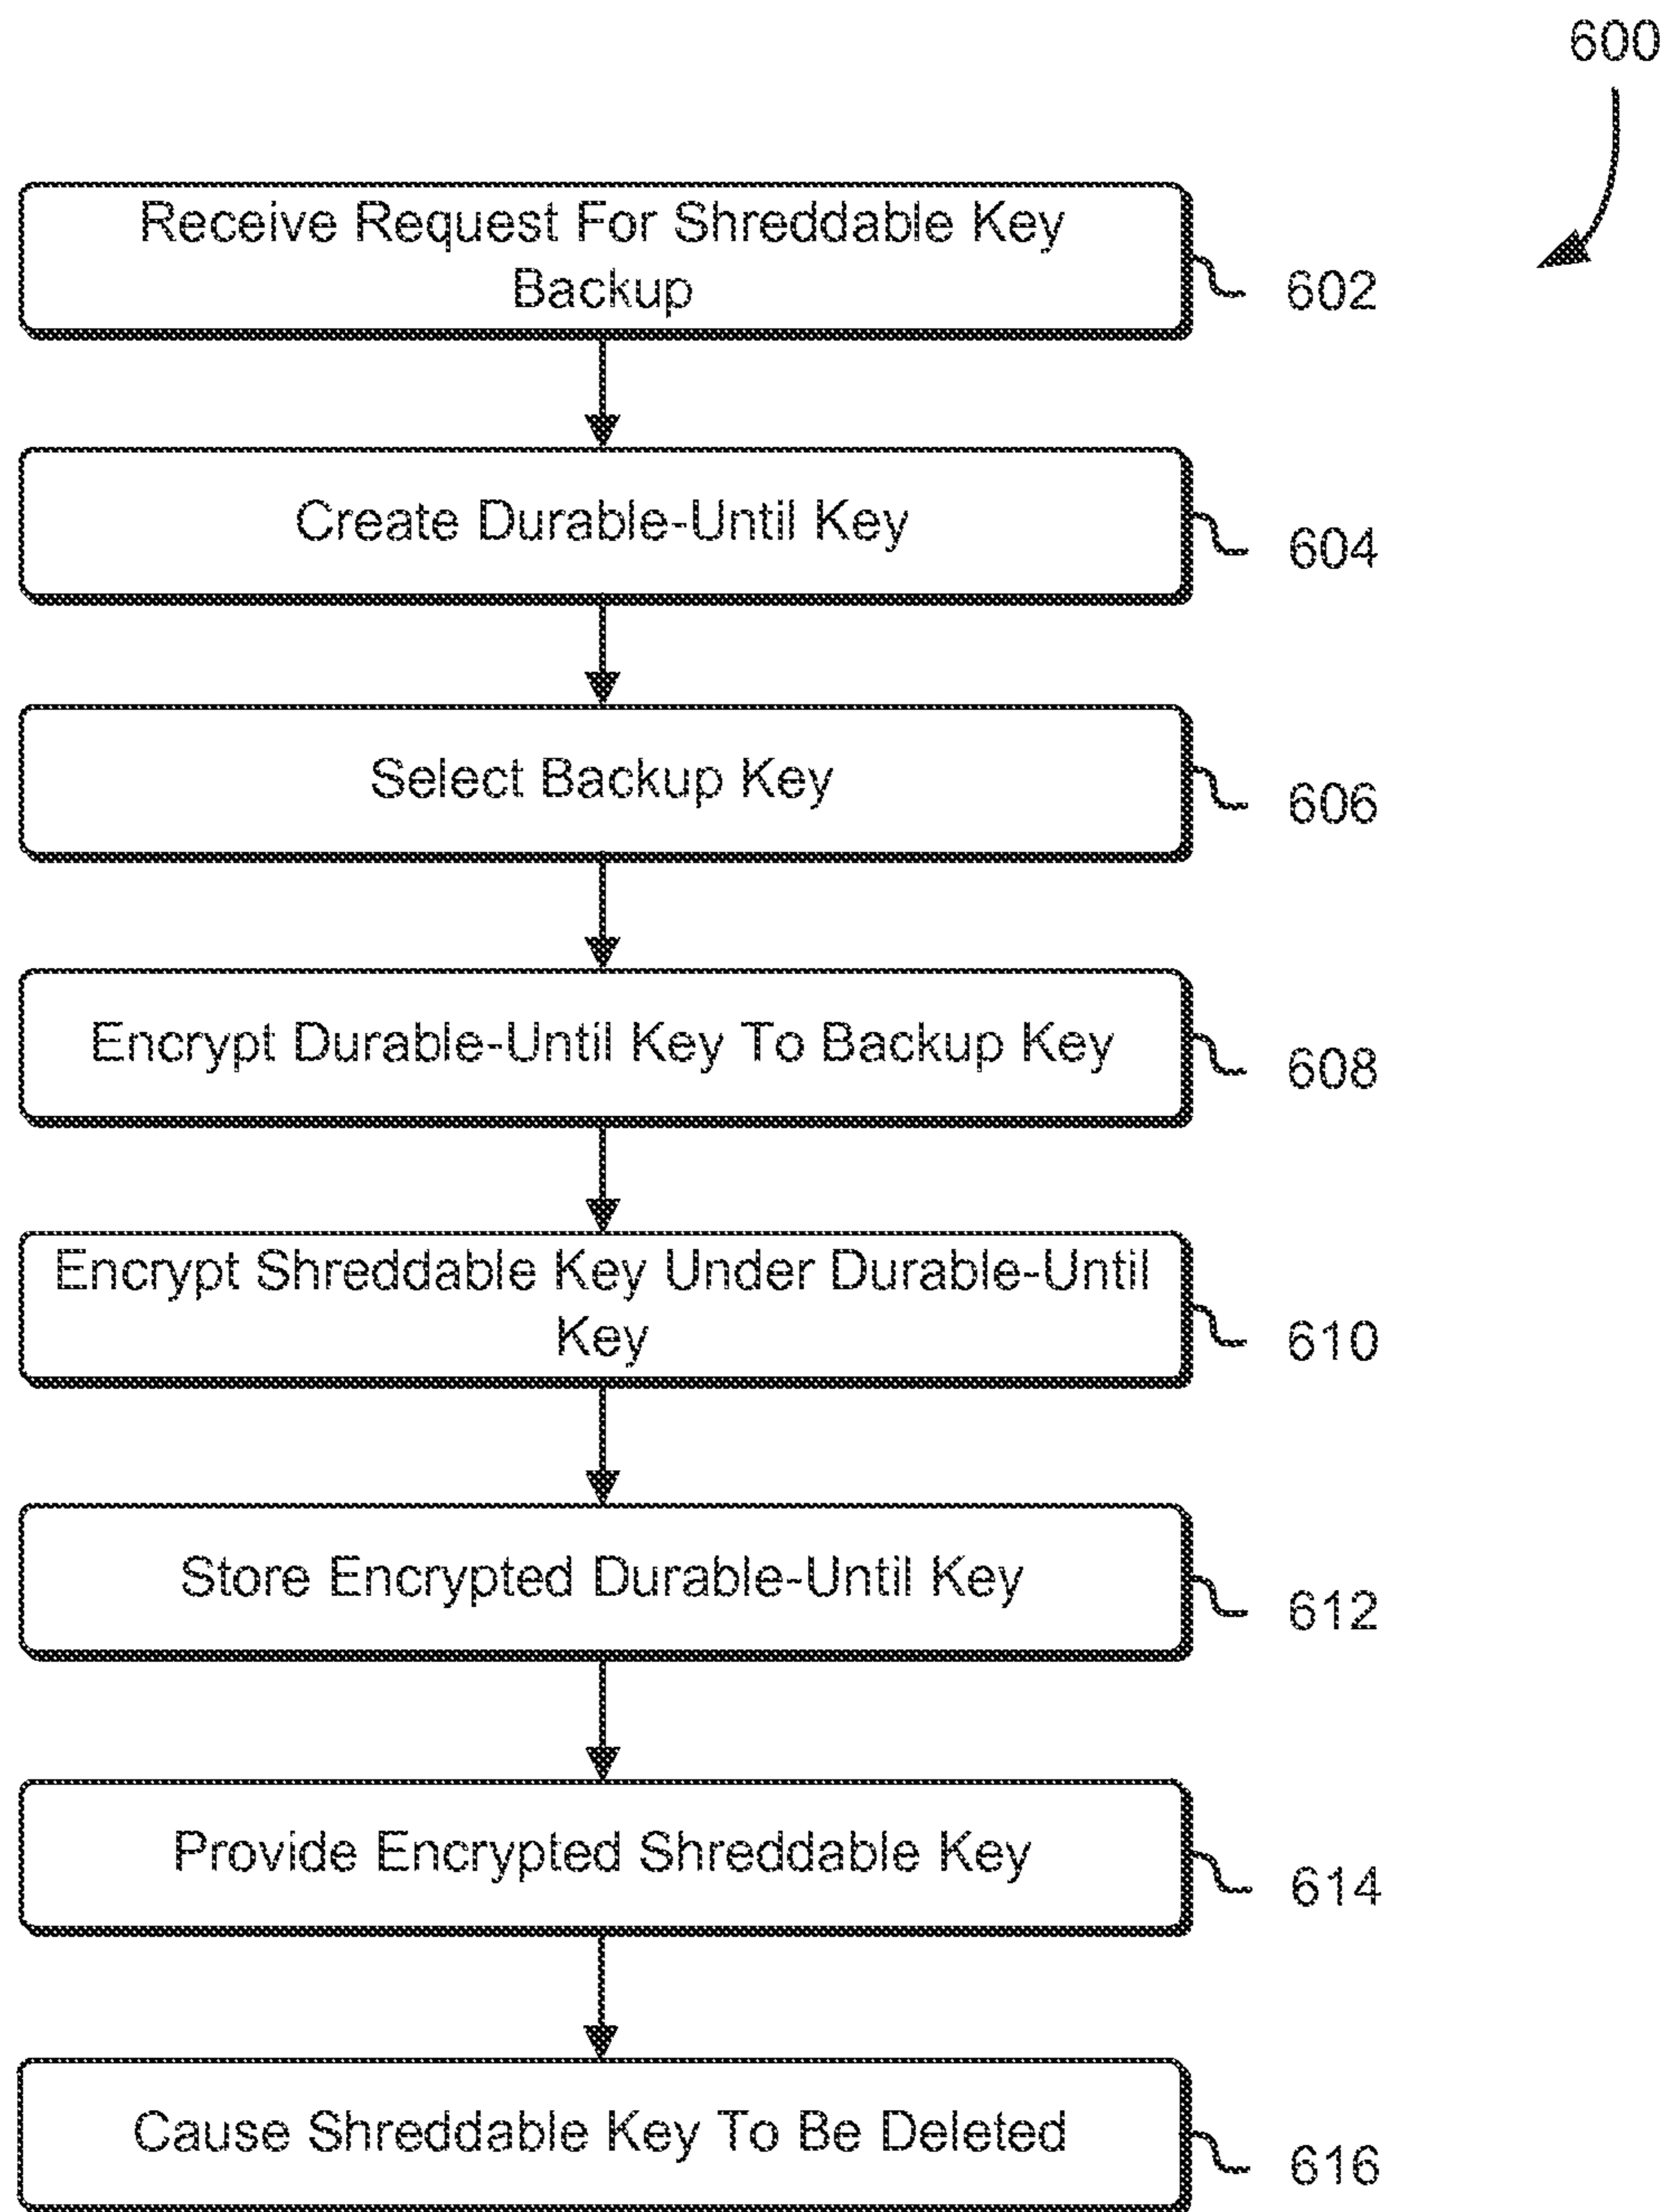 600
Receive Request For Shreddable Key
Backup
602
Create Durable-Until Key
604
Select Backup Key
606
Encrypt Durable-Until Key To Backup Key
608
Encrypt Shreddable Key Under Durable-Until
Key
610
Store Encrypted Durable-Until Key
612
Provide Encrypted Shreddable Key
614
Cause Shreddable Key To Be Deleted
616